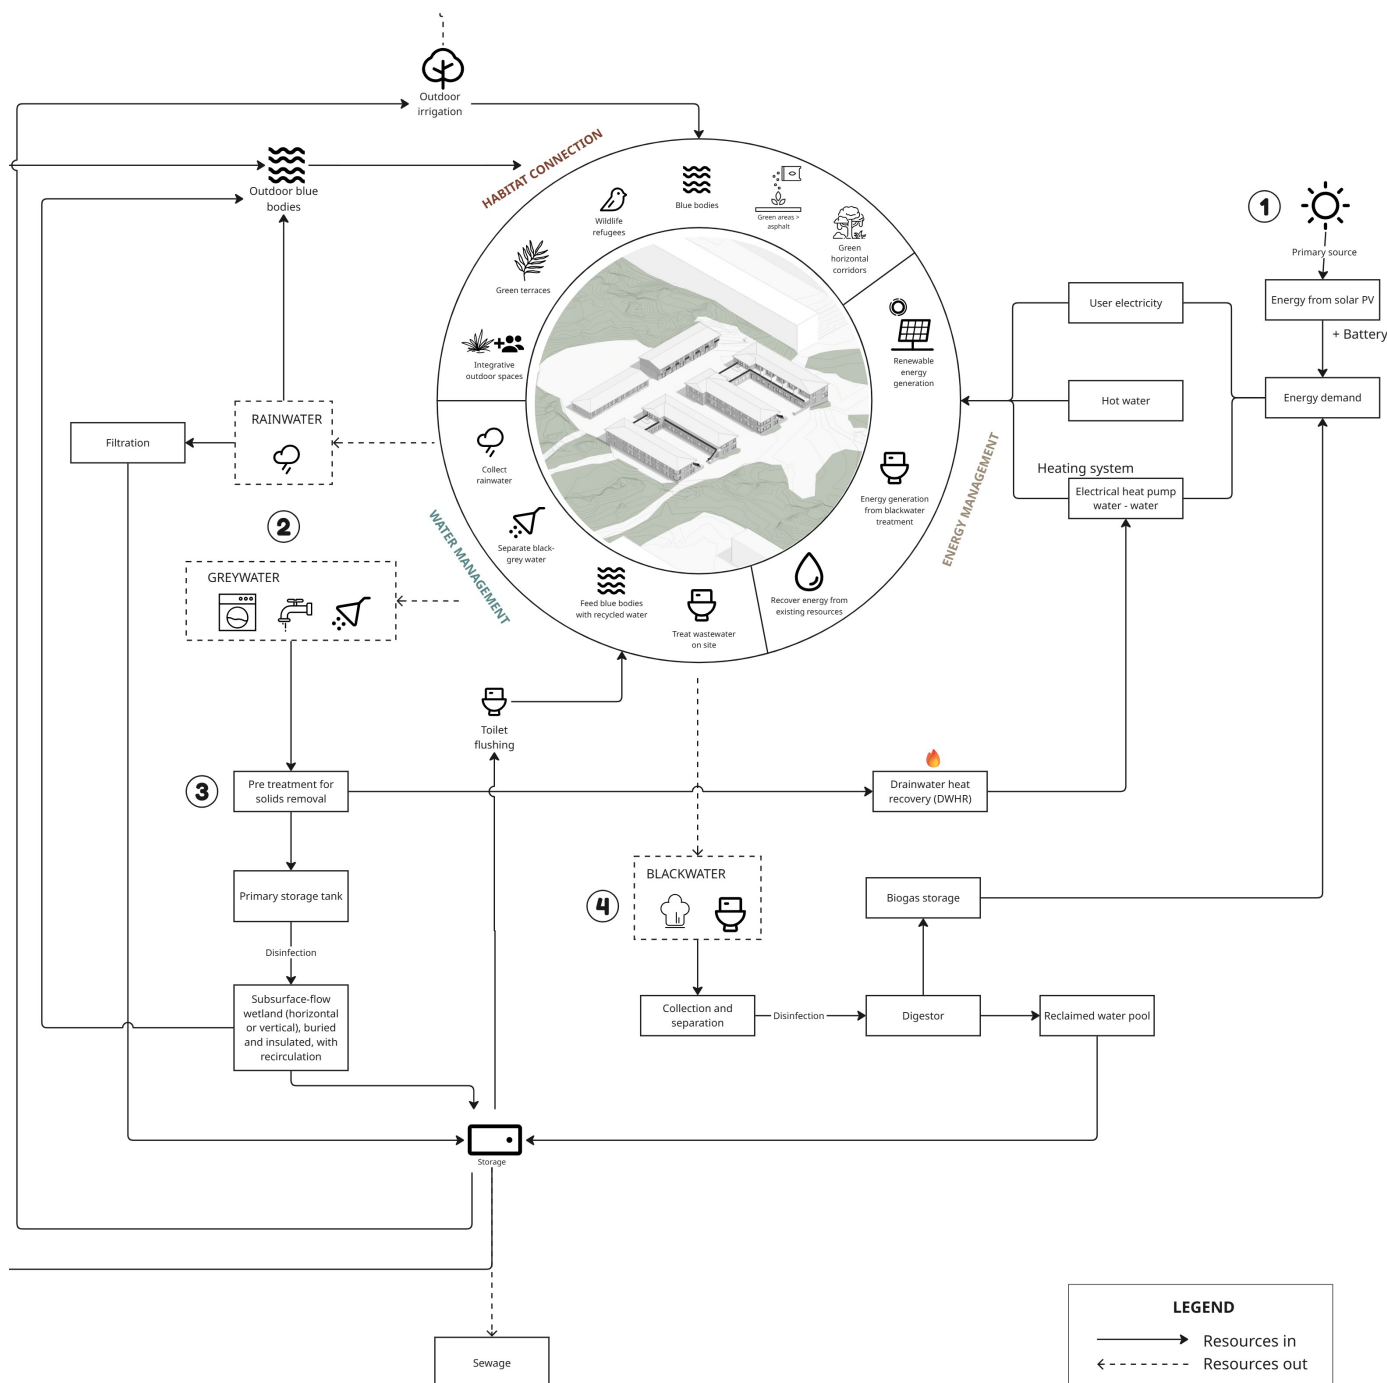 Outdoor
irrigation
HABITAT CONNECTION
Outdoor blue
bodies
Blue bodies
Wildlife
refugees
Green areas >
asphalt
Green
horizontal
corridors
Green terraces
Integrative
outdoor spaces
1
Primary source
Energy from solar PV
+ Battery
User electricity
Renewable
energy
generation
Hot water
Energy demand
RAINWATER
Filtration
Collect
rainwater
Heating system
Electrical heat pump
water - water
ENERGY MANAGEMENT
Energy generation
from blackwater
treatment
2
WATER MANAGEMENT
Separate black-
grey water
GREYWATER
Feed blue bodies
with recycled water
Recover energy from
existing resources
Treat wastewater
on site
Toilet
flushing
3
Pre treatment for
solids removal
Drainwater heat
recovery (DWHR)
Primary storage tank
4
BLACKWATER
Biogas storage
Disinfection
Subsurface-flow
wetland (horizontal
or vertical), buried
and insulated, with
recirculation
Collection and
separation
Disinfection
Digestor
Reclaimed water pool
Storage
Sewage
LEGEND
Resources in
Resources out